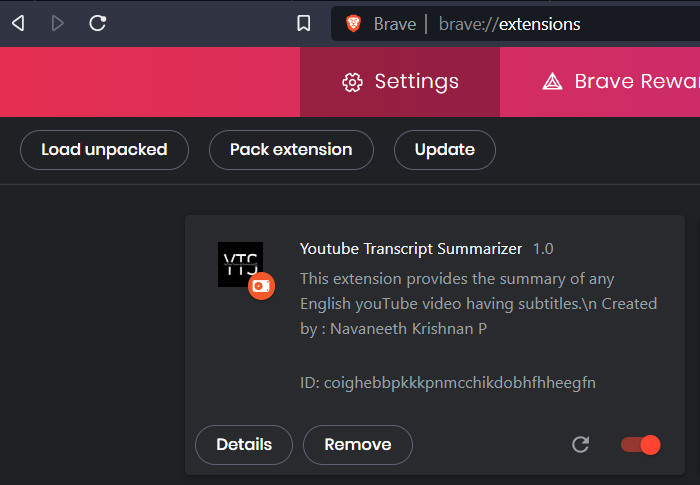 Brave | brave://extensions
Settings
Brave Rewa
Load unpacked
Pack extension
Update
YTS
Youtube Transcript Summarizer 1.0
This extension provides the summary of any
English youTube video having subtitles.\n Created
by : Navaneeth Krishnan P
ID: coighebbpkkkpnmcchikdobhfhheegfn
Details
Remove